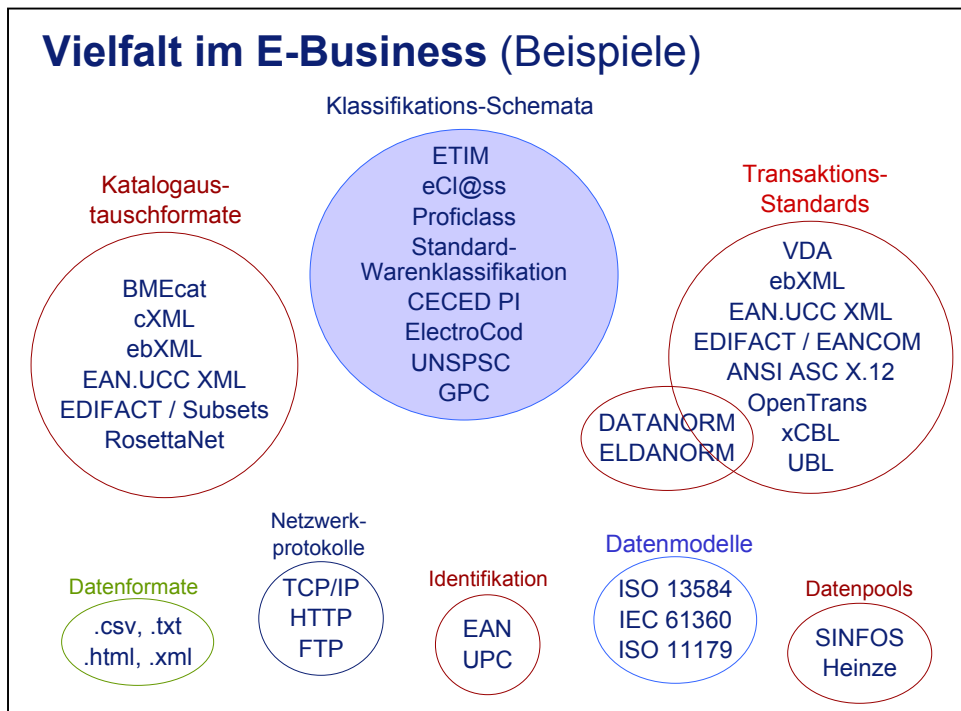 Vielfalt im E-Business (Beispiele)
Klassifikations-Schemata
ETIM
eCl@ss
Proficlass
Standard-
Warenklassifikation
CECED PI
ElectroCod
UNSPSC
GPC
Katalogaus-
tauschformate
BMEcat
cXML
ebXML
EAN.UCC XML
EDIFACT / Subsets
RosettaNet
Transaktions-
Standards
VDA
ebXML
EAN.UCC XML
EDIFACT / EANCOM
ANSI ASC X.12
OpenTrans
xCBL
UBL
DATANORM
ELDANORM
Datenformate
.csv, .txt
.html, .xml
Netzwerk-
protokolle
TCP/IP
HTTP
FTP
Identifikation
EAN
UPC
Datenmodelle
ISO 13584
IEC 61360
ISO 11179
Datenpools
SINFOS
Heinze